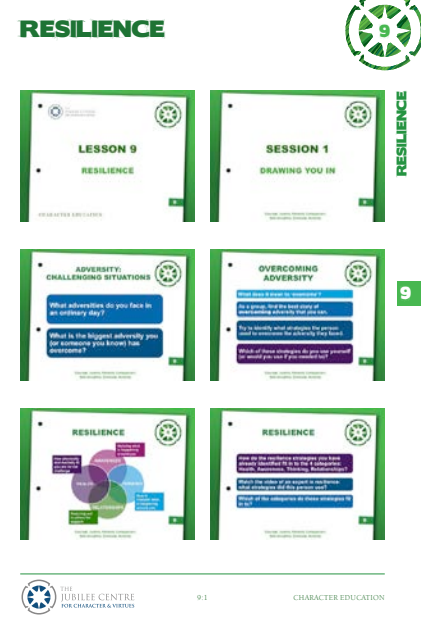 RESILIENCE
9
RESILIENCE
9
THE
JUBILEE CENTRE
LESSON 9
RESILIENCE
CHARACTER EDUCATION
SESSION 1
DRAWING YOU IN
ADVERSITY:
CHALLENGING SITUATIONS
What adversities do you face in
an ordinary day?
What is the biggest adversity you
(or someone you know) has
overcome?
OVERCOMING
ADVERSITY
What does it mean to 'overcome'?
As a group, find the best story of
overcoming adversity that you can.
Try to identify what strategies the person
used to overcome the adversity they faced.
Which of these strategies do you use yourself
(or would you use if you needed to)?
RESILIENCE
AWARENESS
HEALTH
THINKING
RELATIONSHIPS
RESILIENCE
How do the resilience strategies you have
already identified fit in to the 4 categories:
Health, Awareness, Thinking, Relationships?
Watch the video of an expert in resilience:
what strategies did this person use?
Which of the categories do these strategies fit
in to?
THE
JUBILEE CENTRE
FOR CHARACTER & VIRTUES
9:1
CHARACTER EDUCATION